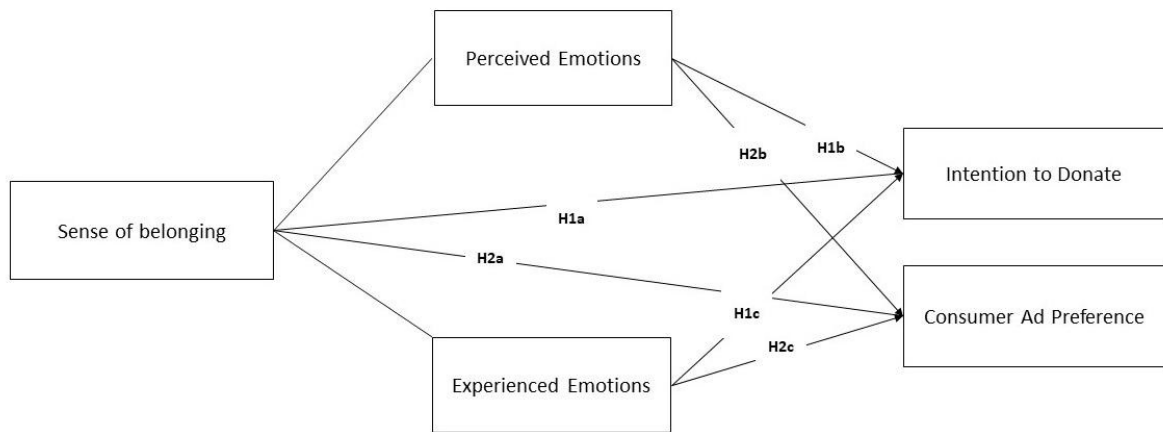 Perceived Emotions
H1b
H2b
Intention to Donate
Sense of belonging
H1a
H2a
H1c
Consumer Ad Preference
H2c
Experienced Emotions